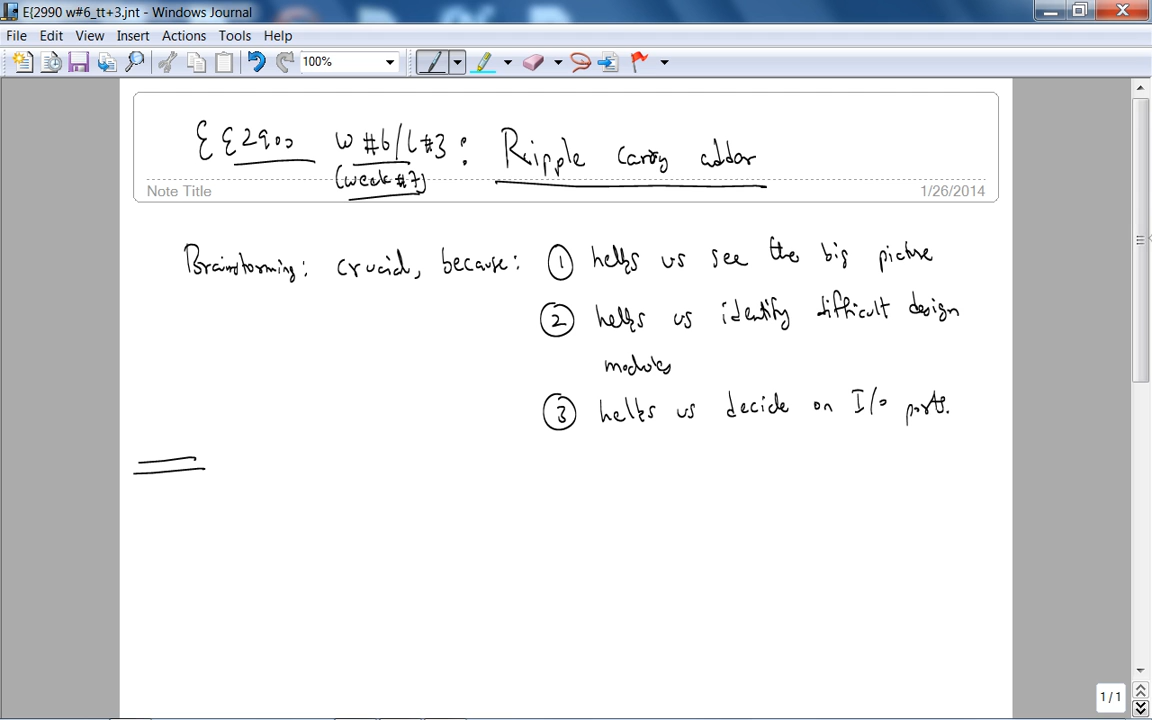 E{2990 w#6_tt+3.jnt - Windows Journal
File Edit View Insert Actions Tools Help
100%
EE2900 W#6/L#3: Ripple carry adder
(week#7)
Note Title 1/26/2014
Brainstorming: crucial, because: ① helps us see the big picture
② helps us identify difficult design
modules
③ helps us decide on I/o ports.
1 / 1